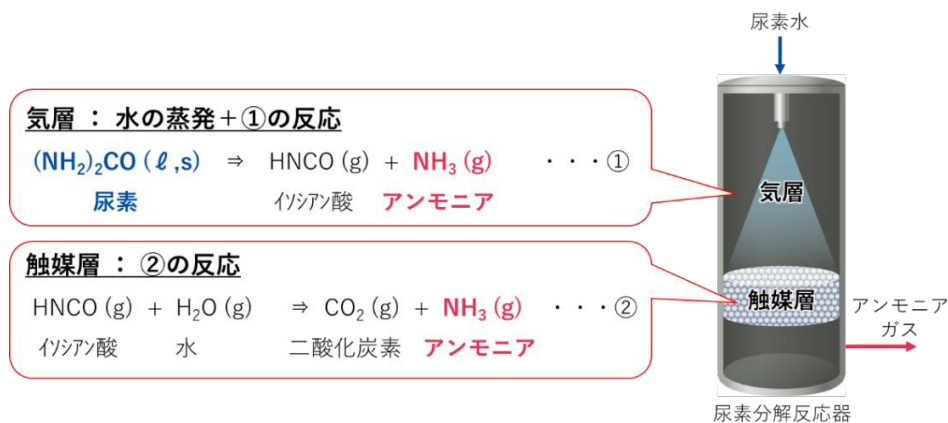 尿素水
気層 ： 水の蒸発＋①の反応
(NH₂)₂CO (ℓ,s) ⇒ HNCO (g) + NH₃ (g) ・・・①
尿素 イソシアン酸 アンモニア
触媒層 ： ②の反応
HNCO (g) + H₂O (g) ⇒ CO₂ (g) + NH₃ (g) ・・・②
イソシアン酸 水 二酸化炭素 アンモニア
気層
触媒層
アンモニア
ガス
尿素分解反応器